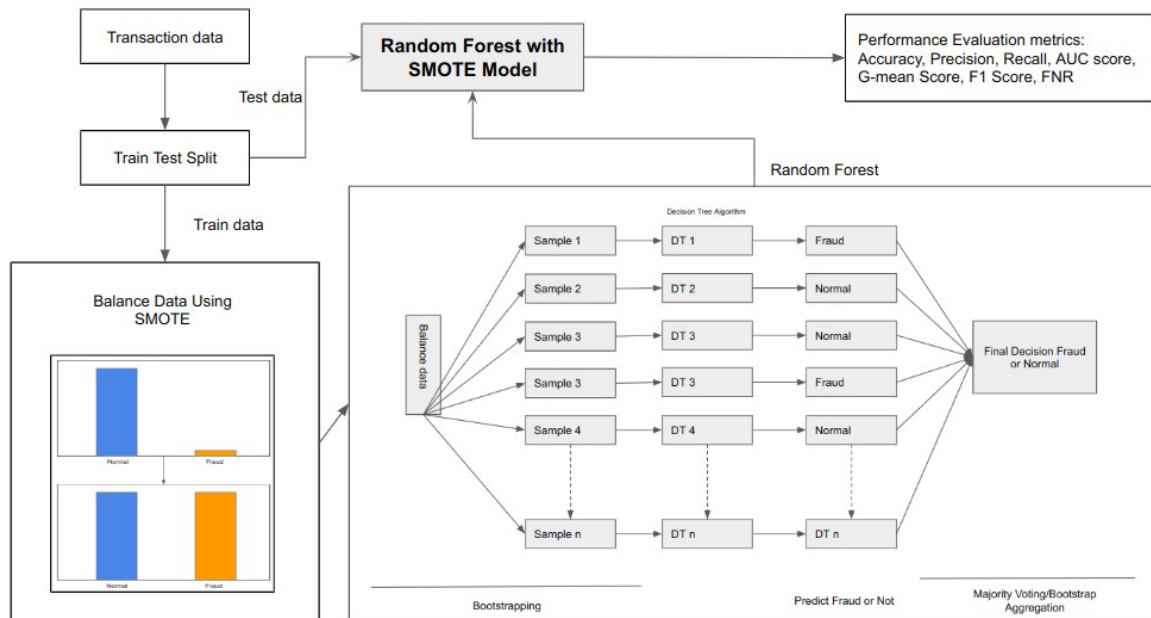 Transaction data
Random Forest with
SMOTE Model
Performance Evaluation metrics:
Accuracy, Precision, Recall, AUC score,
G-mean Score, F1 Score, FNR
Test data
Train Test Split
Random Forest
Train data
Decision Tree Algorithm
Sample 1
DT 1
Fraud
Balance Data Using
SMOTE
Sample 2
DT 2
Normal
Balance data
Sample 3
DT 3
Normal
Final Decision Fraud
or Normal
Sample 3
DT 3
Fraud
Sample 4
DT 4
Normal
Normal
Fraud
Sample n
DT n
DT n
Normal
Fraud
Bootstrapping
Predict Fraud or Not
Majority Voting/Bootstrap
Aggregation